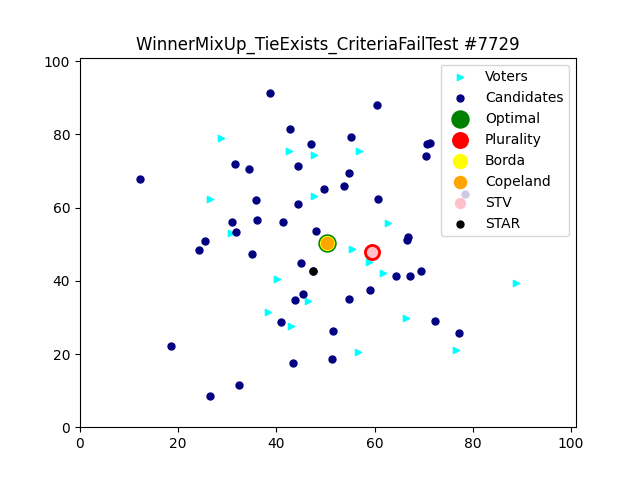 WinnerMixUp_TieExists_CriteriaFailTest #7729
100
80
60
40
20
0
0
20
40
60
80
100
Voters
Candidates
Optimal
Plurality
Borda
Copeland
STV
STAR